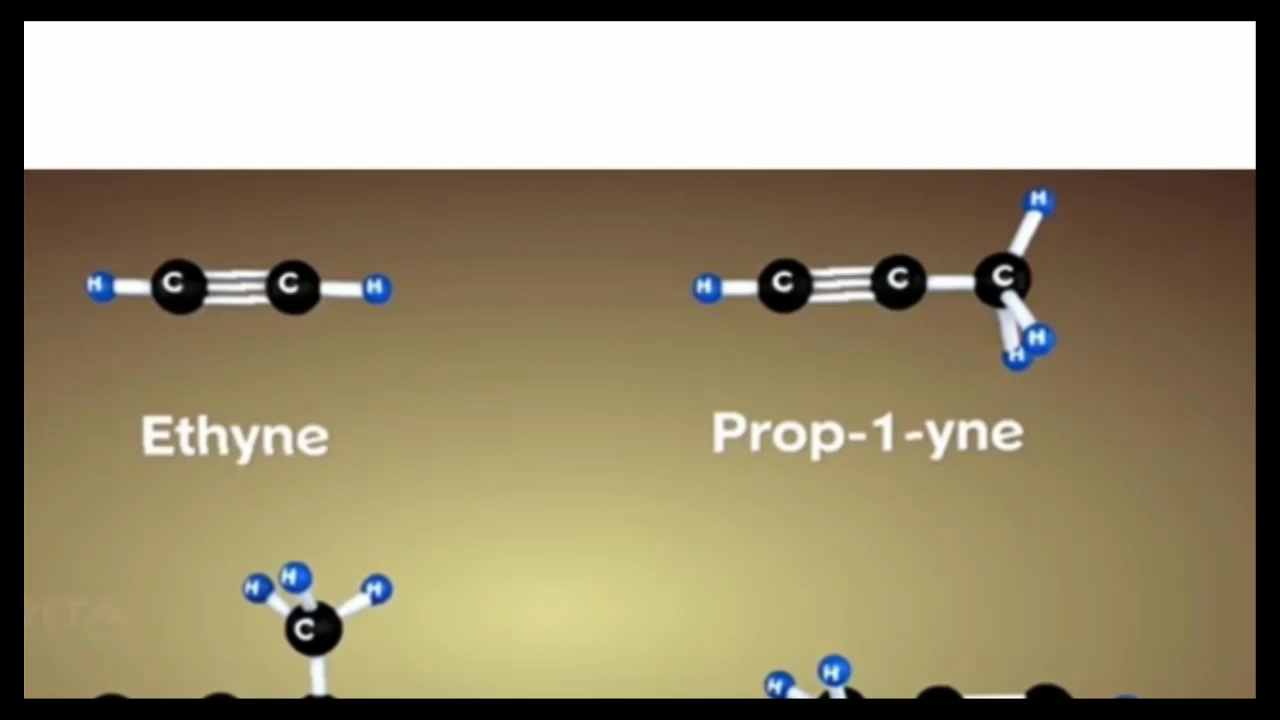 H
H C C H
H C C C
H
H
Ethyne
Prop-1-yne
H H H
C
H H